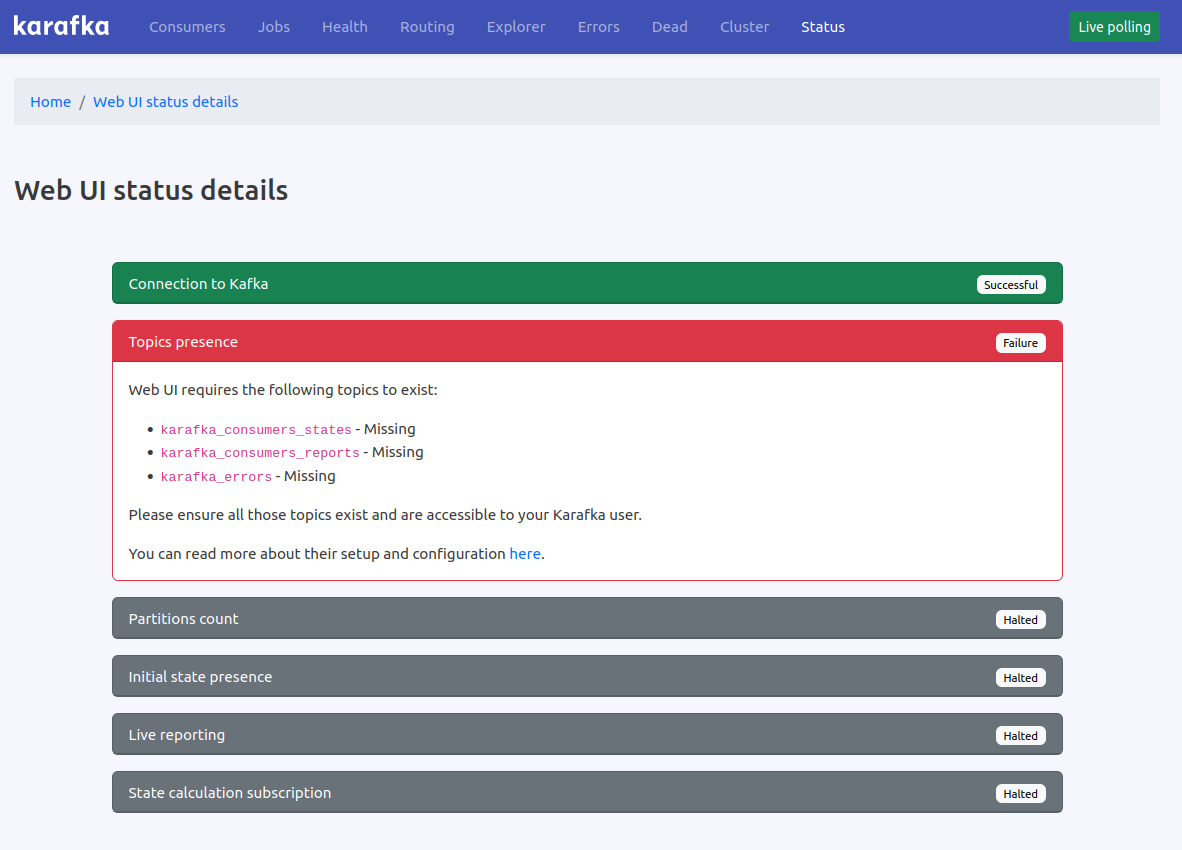 karafka Consumers Jobs Health Routing Explorer Errors Dead Cluster Status Live polling
Home / Web UI status details
Web UI status details
Connection to Kafka Successful
Topics presence Failure
Web UI requires the following topics to exist:
• karafka_consumers_states - Missing
• karafka_consumers_reports - Missing
• karafka_errors - Missing
Please ensure all those topics exist and are accessible to your Karafka user.
You can read more about their setup and configuration here.
Partitions count Halted
Initial state presence Halted
Live reporting Halted
State calculation subscription Halted